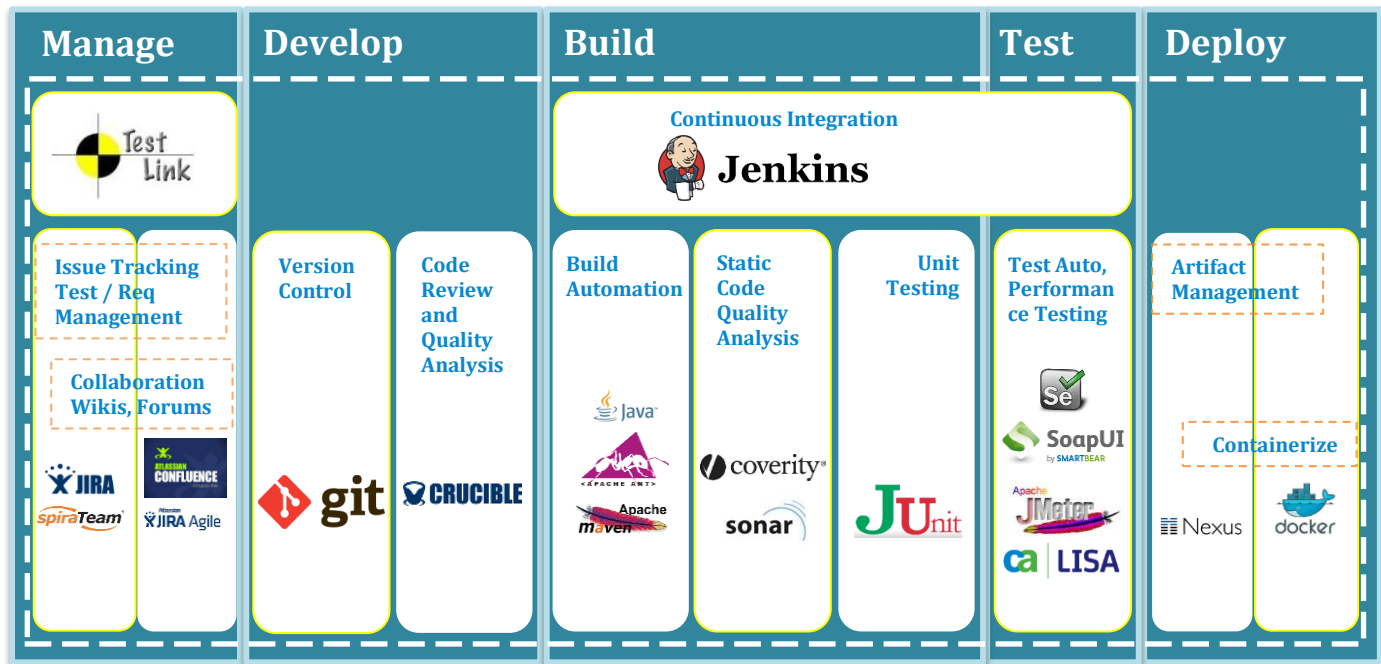 Manage
Develop
Build
Test
Deploy
Test
Link
Continuous Integration
Jenkins
Issue Tracking
Test / Req
Management
Collaboration
Wikis, Forums
JIRA
spiraTeam
ATLASSIAN
CONFLUENCE
Atlassian
JIRA Agile
Version
Control
git
Code
Review
and
Quality
Analysis
CRUCIBLE
Build
Automation
Java™
<APACHE ANT>
Apache
maven
Static
Code
Quality
Analysis
coverity®
sonar
Unit
Testing
JUnit
Test Auto,
Performan
ce Testing
Se
SoapUI
by SMARTBEAR
Apache
JMeter
ca LISA
Artifact
Management
Containerize
Nexus
docker